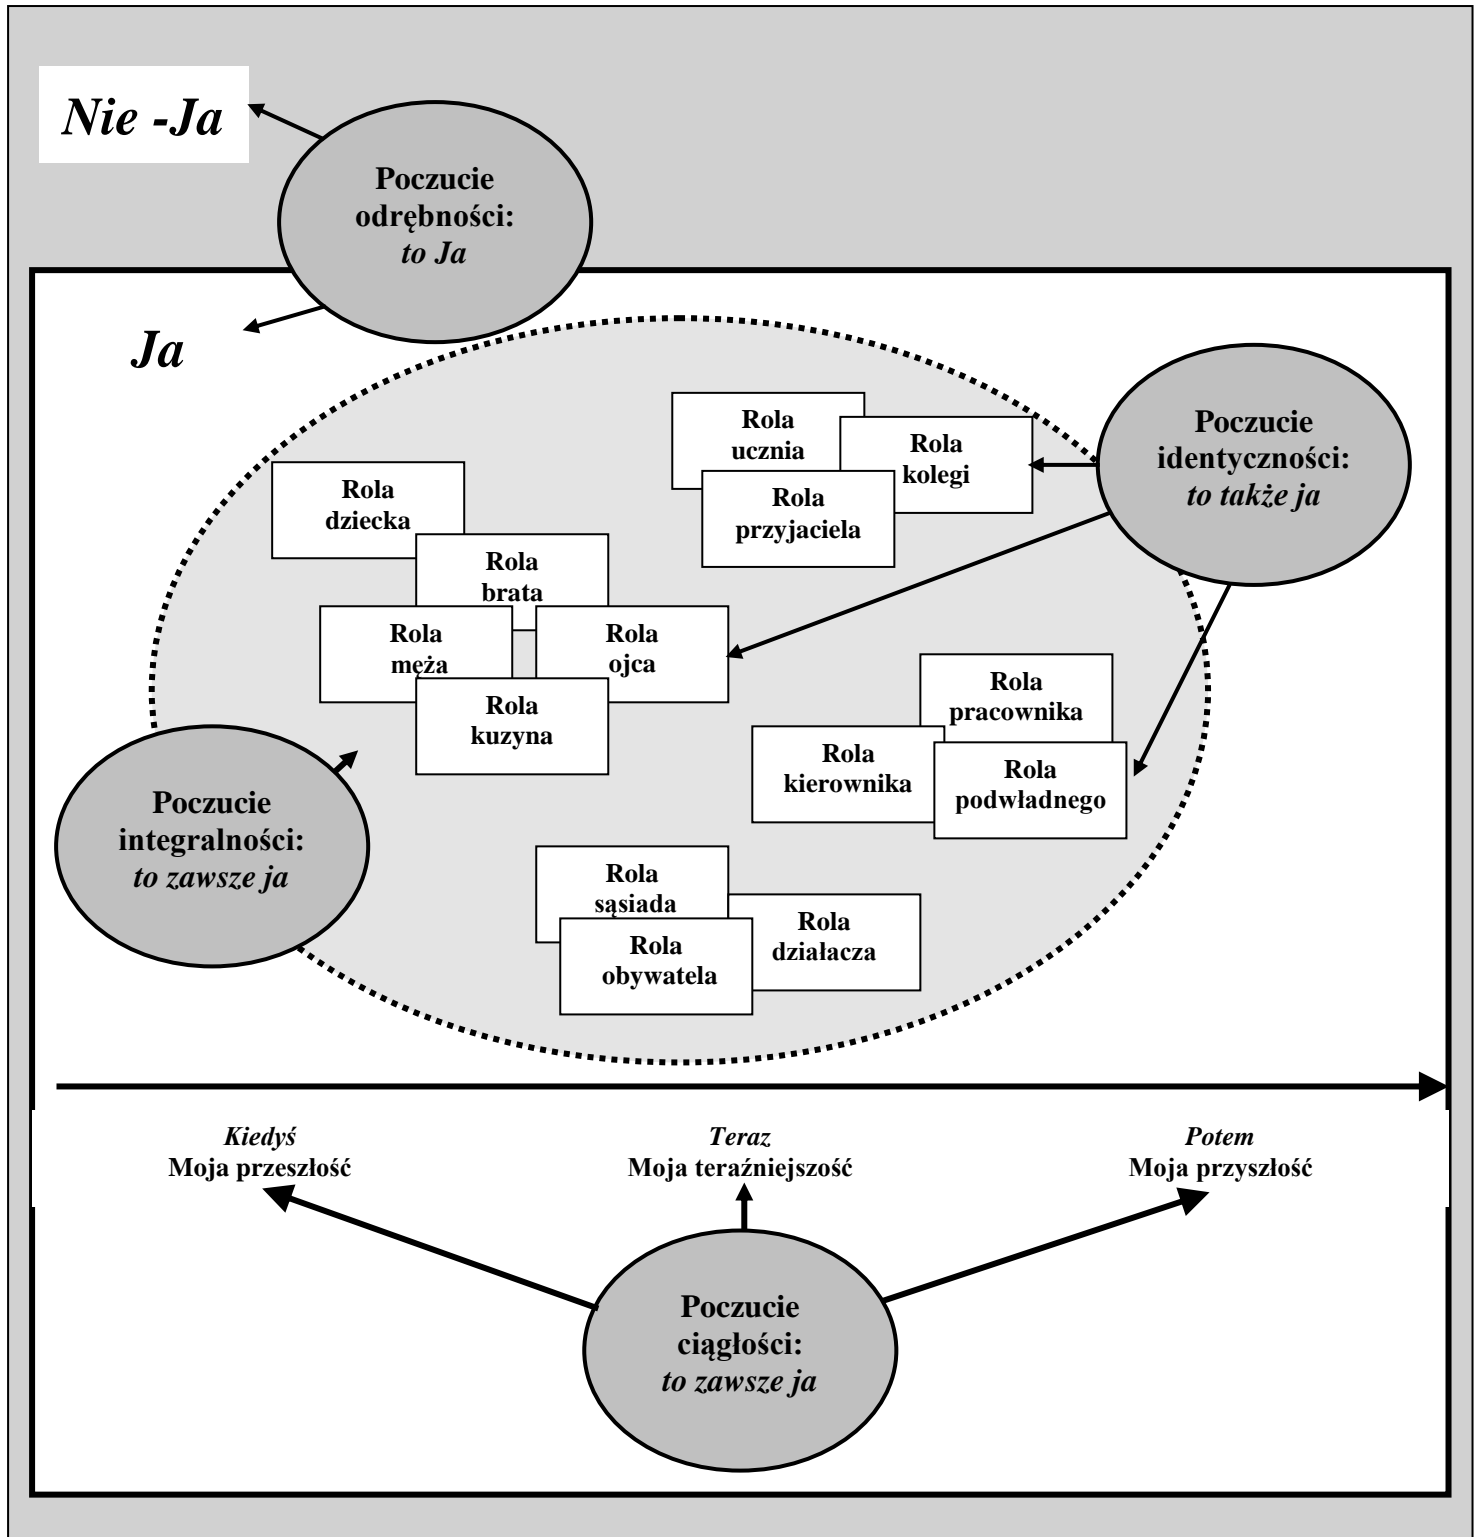 Nie -Ja
Poczucie
odrębności:
to Ja
Ja
Poczucie
identyczności:
to także ja
Rola
ucznia
Rola
kolegi
Rola
przyjaciela
Rola
dziecka
Rola
brata
Rola
męża
Rola
ojca
Rola
kuzyna
Rola
pracownika
Rola
kierownika
Rola
podwładnego
Poczucie
integralności:
to zawsze ja
Rola
sąsiada
Rola
działacza
Rola
obywatela
Kiedyś
Moja przeszłość
Teraz
Moja teraźniejszość
Potem
Moja przyszłość
Poczucie
ciągłości:
to zawsze ja